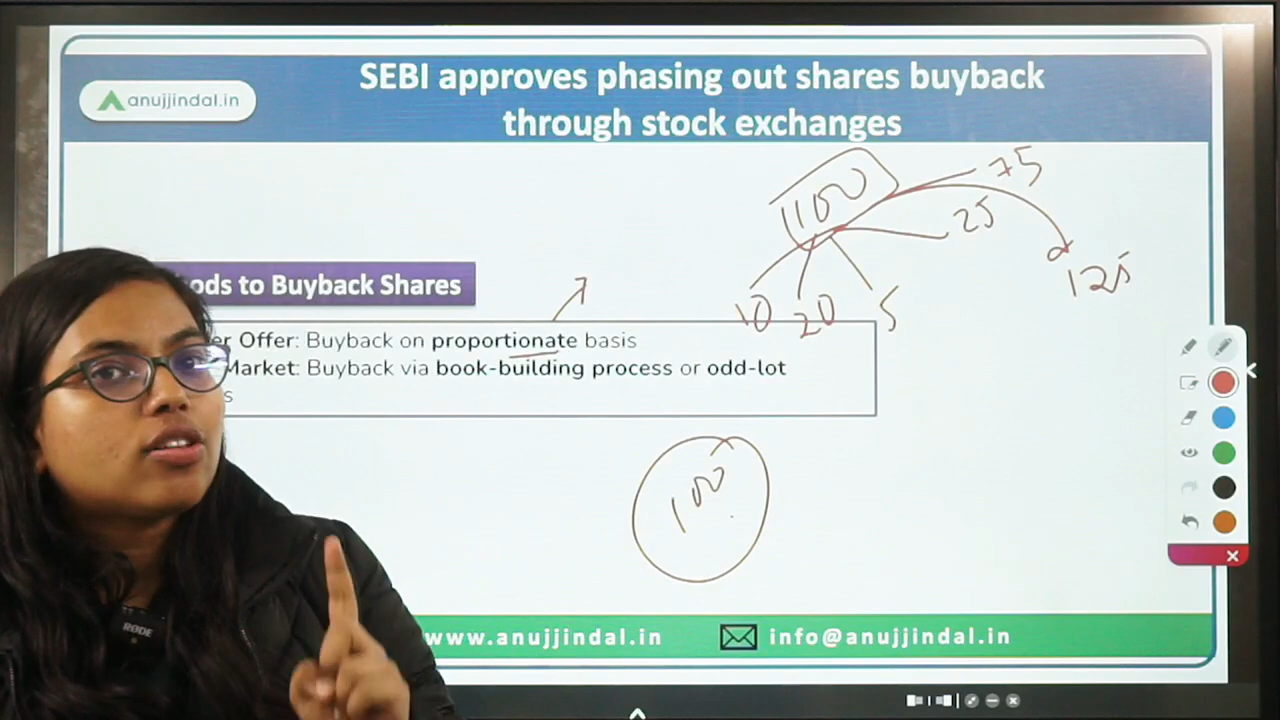 SEBI approves phasing out shares buyback
through stock exchanges
anujjindal.in
1100
75
25
125
10 20 5
ods to Buyback Shares
er Offer: Buyback on proportionate basis
Market: Buyback via book-building process or odd-lot
s
100
RODE
www.anujjindal.in
info@anujjindal.in